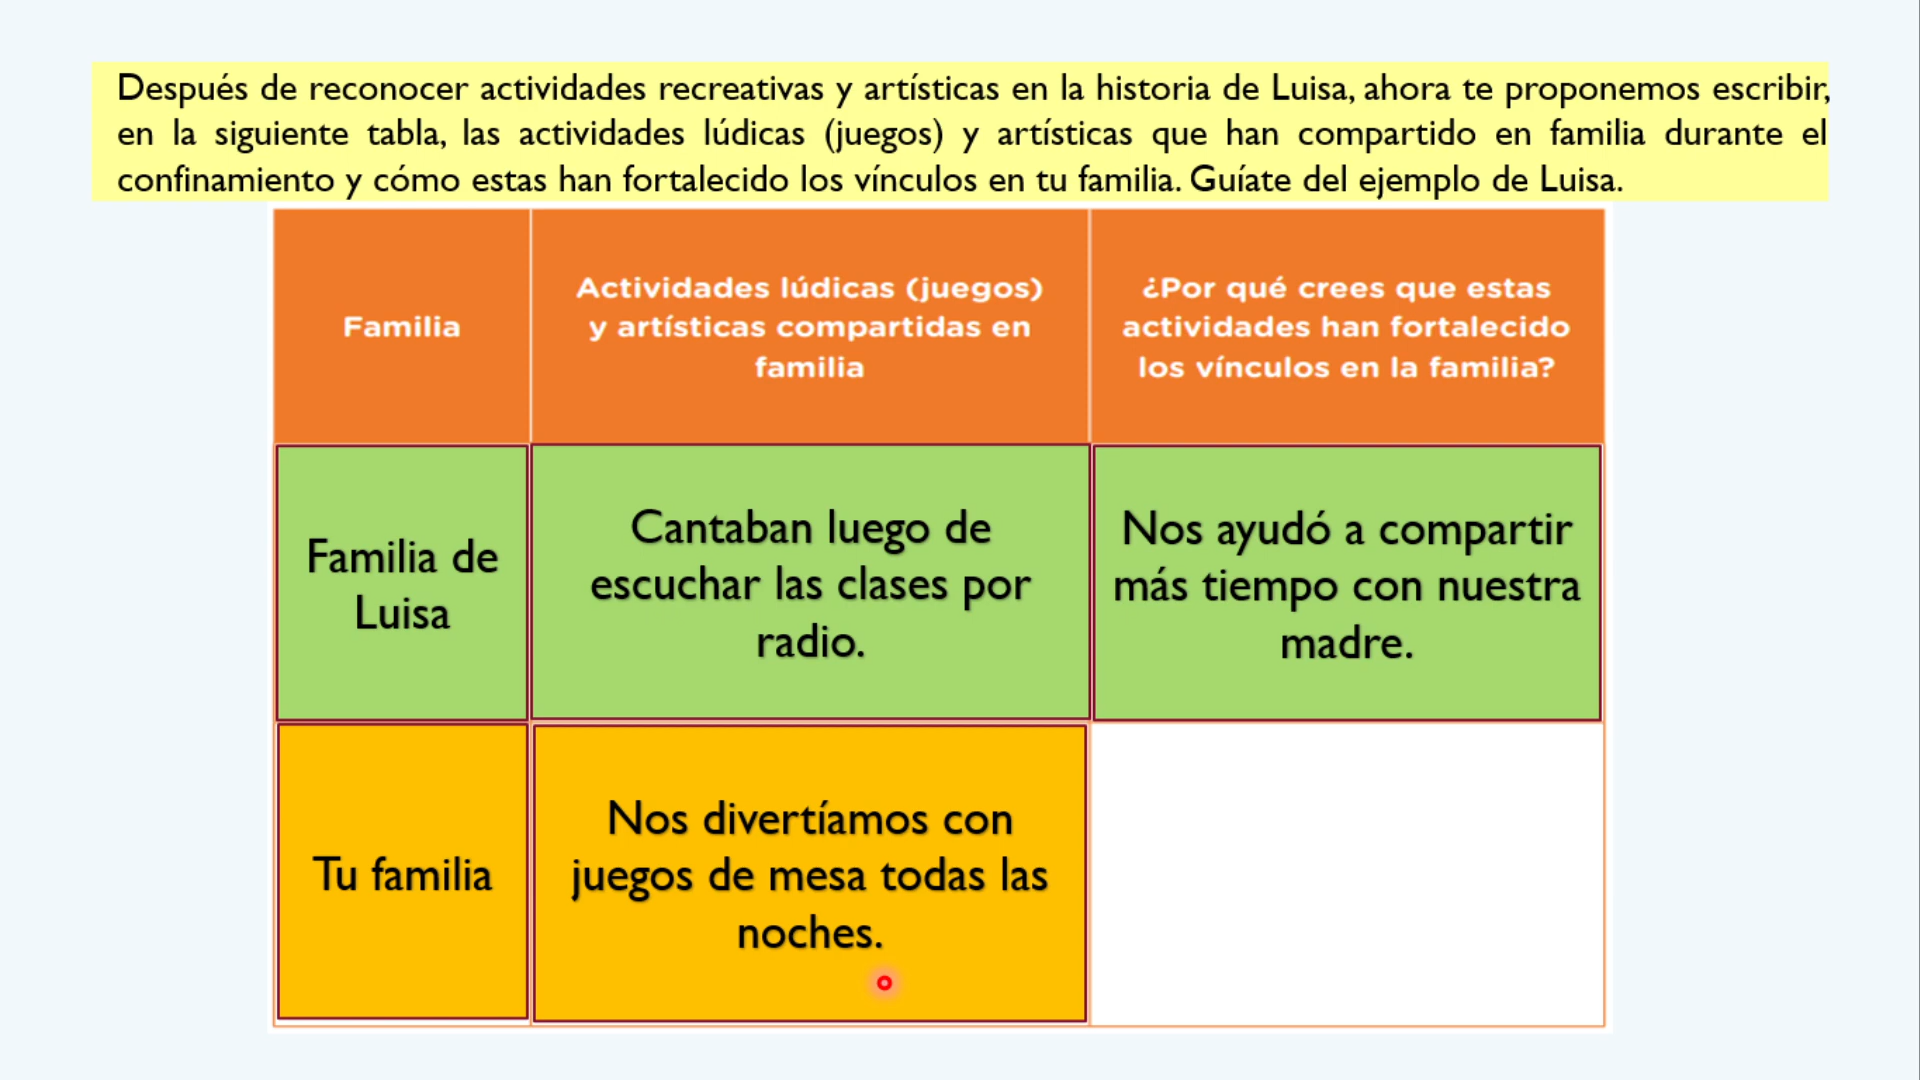 Después de reconocer actividades recreativas y artísticas en la historia de Luisa, ahora te proponemos escribir,
en la siguiente tabla, las actividades lúdicas (juegos) y artísticas que han compartido en familia durante el
confinamiento y cómo estas han fortalecido los vínculos en tu familia. Guíate del ejemplo de Luisa.
Familia
Actividades lúdicas (juegos)
y artísticas compartidas en
familia
¿Por qué crees que estas
actividades han fortalecido
los vínculos en la familia?
Familia de
Luisa
Cantaban luego de
escuchar las clases por
radio.
Nos ayudó a compartir
más tiempo con nuestra
madre.
Tu familia
Nos divertíamos con
juegos de mesa todas las
noches.